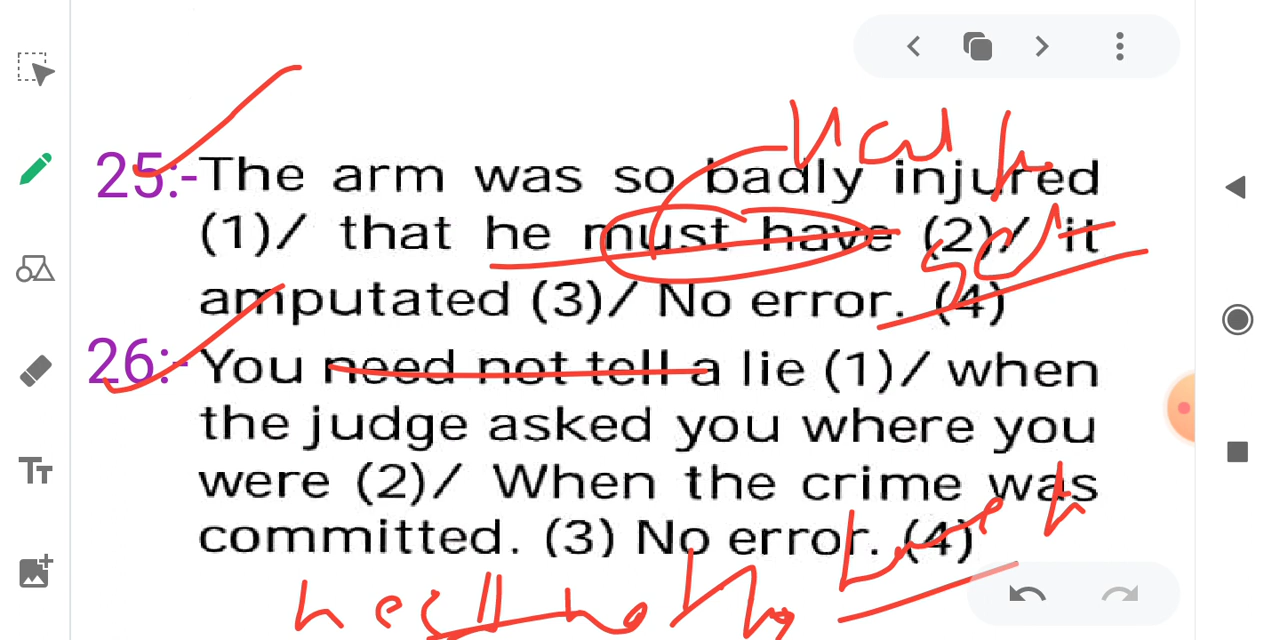 25:- The arm was so badly injured
(1)/ that he must have (2)/ it
amputated (3)/ No error. (4)
26:- You need not tell a lie (1)/ when
the judge asked you where you
were (2)/ When the crime was
committed. (3) No error. (4)